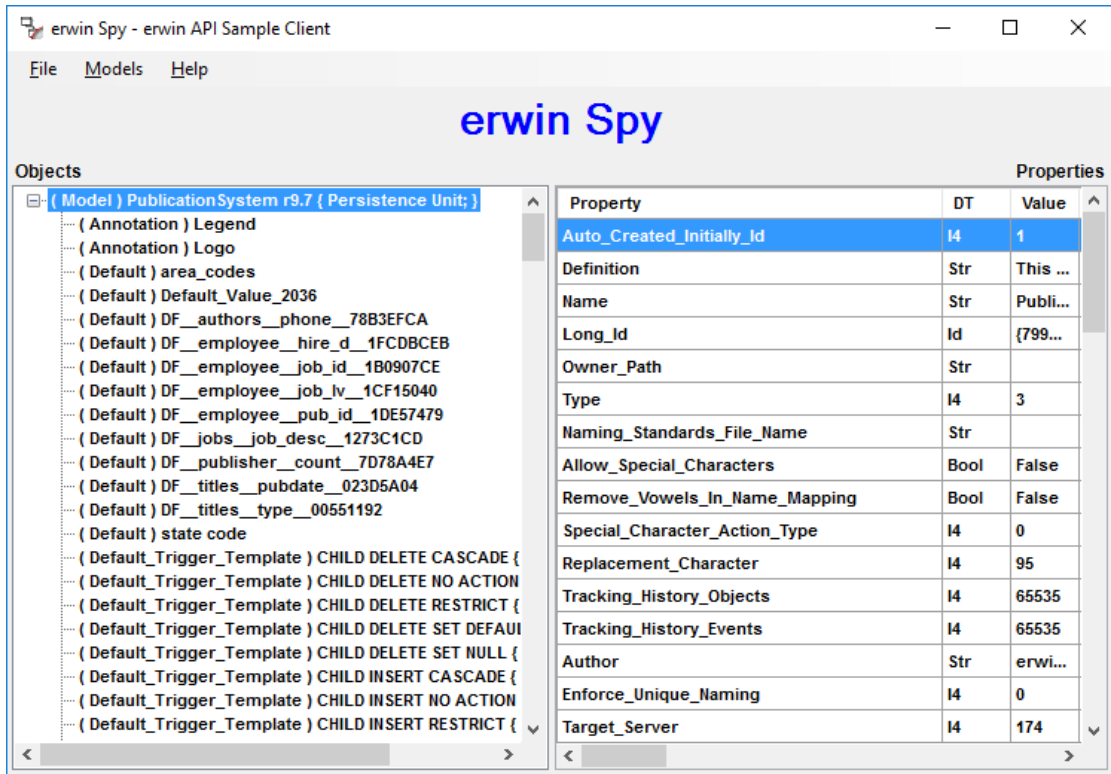 erwin Spy - erwin API Sample Client
File Models Help
erwin Spy
Objects
( Model ) PublicationSystem r9.7 { Persistence Unit; }
( Annotation ) Legend
( Annotation ) Logo
( Default ) area_codes
( Default ) Default_Value_2036
( Default ) DF__authors__phone__78B3EFCA
( Default ) DF__employee__hire_d__1FCDBCEB
( Default ) DF__employee__job_id__1B0907CE
( Default ) DF__employee__job_lv__1CF15040
( Default ) DF__employee__pub_id__1DE57479
( Default ) DF__jobs__job_desc__1273C1CD
( Default ) DF__publisher__count__7D78A4E7
( Default ) DF__titles__pubdate__023D5A04
( Default ) DF__titles__type__00551192
( Default ) state code
( Default_Trigger_Template ) CHILD DELETE CASCADE {
( Default_Trigger_Template ) CHILD DELETE NO ACTION
( Default_Trigger_Template ) CHILD DELETE RESTRICT {
( Default_Trigger_Template ) CHILD DELETE SET DEFAUL
( Default_Trigger_Template ) CHILD DELETE SET NULL {
( Default_Trigger_Template ) CHILD INSERT CASCADE {
( Default_Trigger_Template ) CHILD INSERT NO ACTION
( Default_Trigger_Template ) CHILD INSERT RESTRICT {
Properties
Property DT Value
Auto_Created_Initially_Id I4 1
Definition Str This ...
Name Str Publi...
Long_Id Id {799...
Owner_Path Str
Type I4 3
Naming_Standards_File_Name Str
Allow_Special_Characters Bool False
Remove_Vowels_In_Name_Mapping Bool False
Special_Character_Action_Type I4 0
Replacement_Character I4 95
Tracking_History_Objects I4 65535
Tracking_History_Events I4 65535
Author Str erwi...
Enforce_Unique_Naming I4 0
Target_Server I4 174